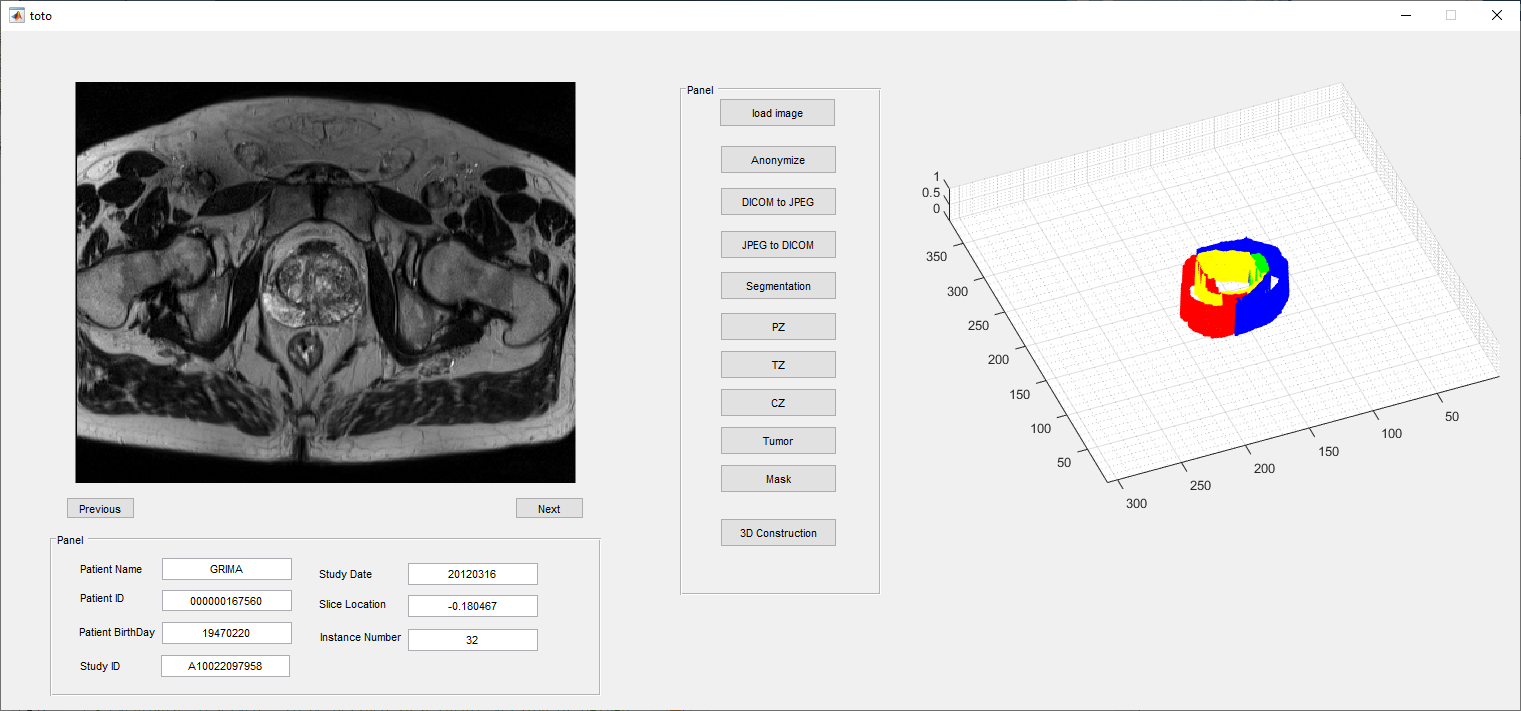 toto
Panel
load image
Anonymize
DICOM to JPEG
JPEG to DICOM
Segmentation
PZ
TZ
CZ
Tumor
Mask
3D Construction
1
0.5
0
350
300
250
200
150
100
50
300
250
200
150
100
50
Previous
Next
Panel
Patient Name GRIMA
Patient ID 000000167560
Patient BirthDay 19470220
Study ID A10022097958
Study Date 20120316
Slice Location -0.180467
Instance Number 32